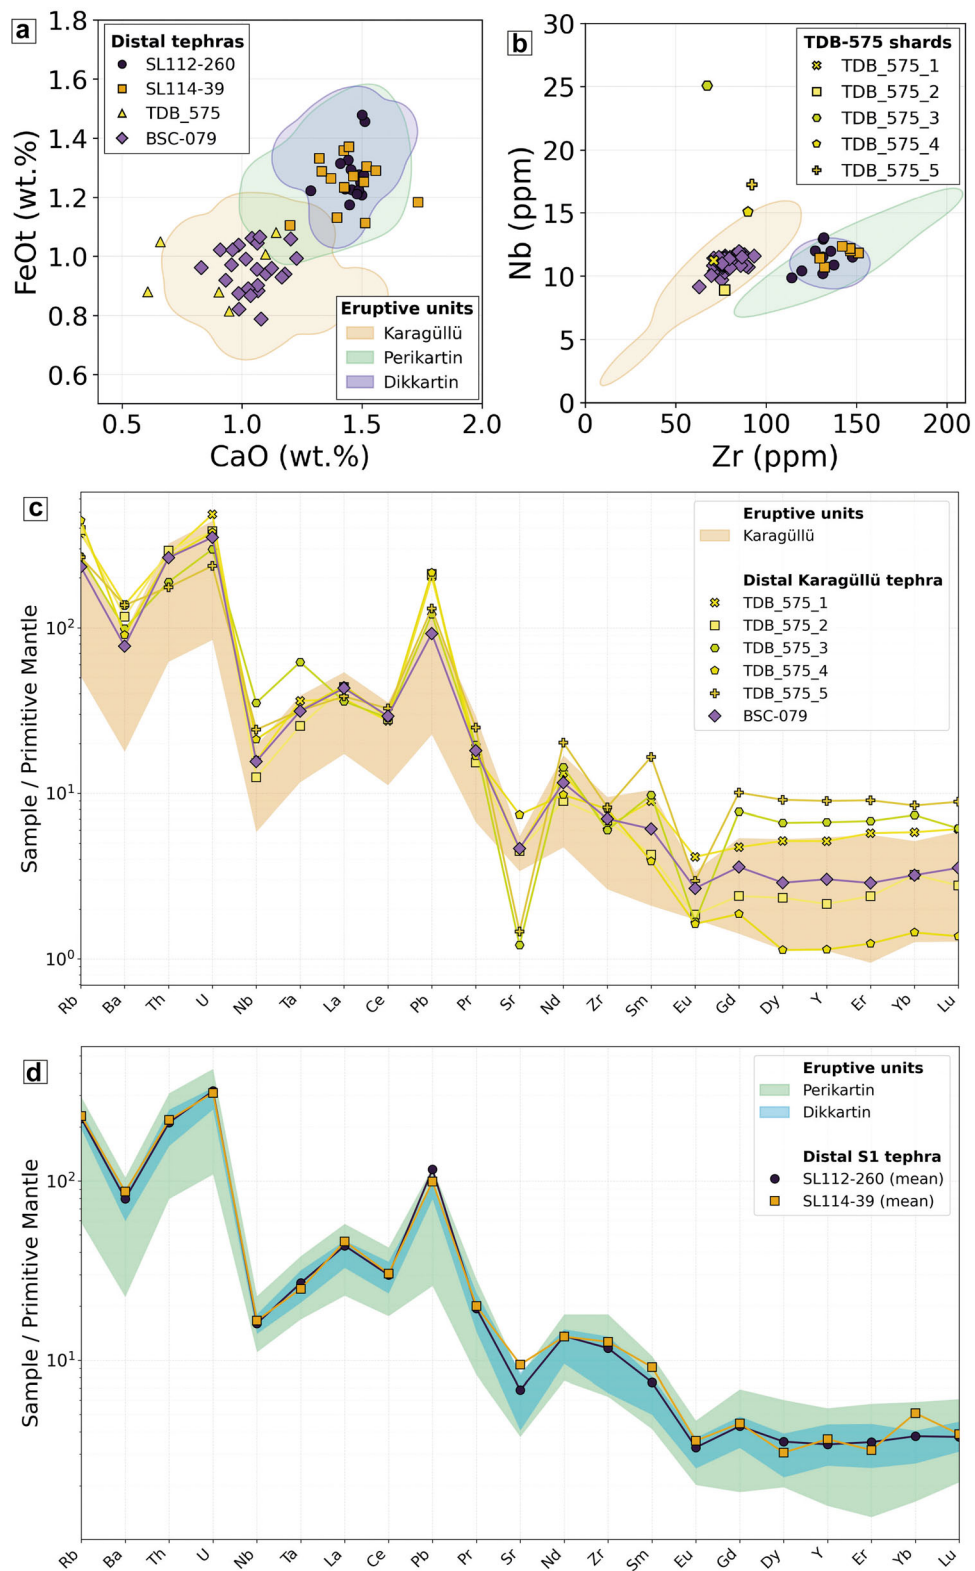 a
1.8
1.6
1.4
1.2
1.0
0.8
0.6
FeOt (wt.%)
Distal tephras
SL112-260
SL114-39
TDB_575
BSC-079
Eruptive units
Karagüllü
Perikartin
Dikkartin
0.5
1.0
1.5
2.0
CaO (wt.%)
b
30
25
20
15
10
5
0
Nb (ppm)
TDB-575 shards
TDB_575_1
TDB_575_2
TDB_575_3
TDB_575_4
TDB_575_5
0
50
100
150
200
Zr (ppm)
c
Sample / Primitive Mantle
10²
10¹
10⁰
Eruptive units
Karagüllü
Distal Karagüllü tephra
TDB_575_1
TDB_575_2
TDB_575_3
TDB_575_4
TDB_575_5
BSC-079
Rb Ba Th U Nb Ta La Ce Pb Pr Sr Nd Zr Sm Eu Gd Dy Y Er Yb Lu
d
Sample / Primitive Mantle
10²
10¹
Eruptive units
Perikartin
Dikkartin
Distal S1 tephra
SL112-260 (mean)
SL114-39 (mean)
Rb Ba Th U Nb Ta La Ce Pb Pr Sr Nd Zr Sm Eu Gd Dy Y Er Yb Lu